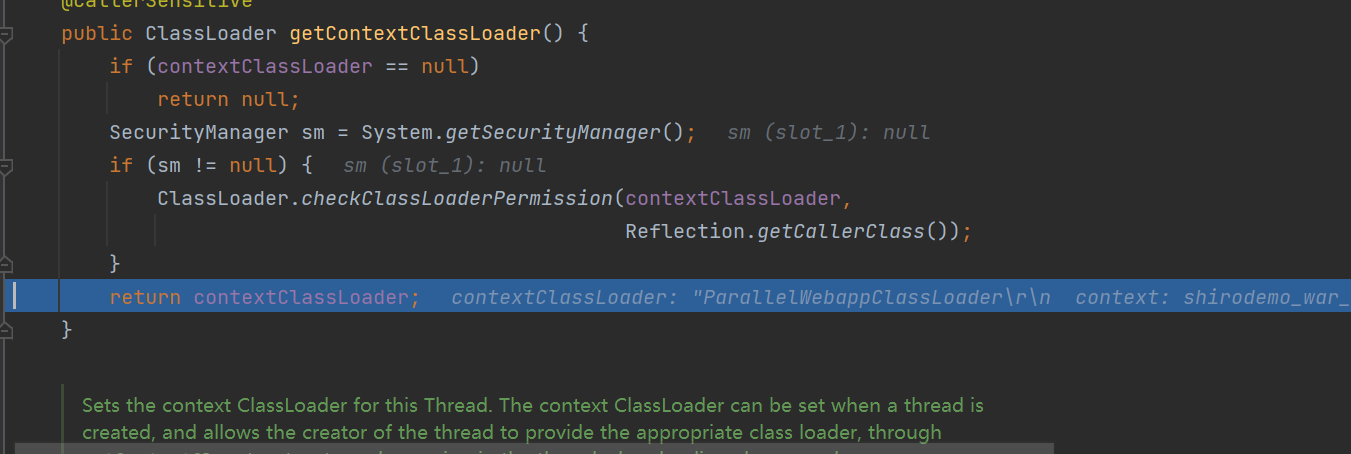 @CallerSensitive
public ClassLoader getContextClassLoader() {
if (contextClassLoader == null)
return null;
SecurityManager sm = System.getSecurityManager();  sm (slot_1): null
if (sm != null) {  sm (slot_1): null
ClassLoader.checkClassLoaderPermission(contextClassLoader,
Reflection.getCallerClass());
}
return contextClassLoader;  contextClassLoader: "ParallelWebappClassLoader\r\n  context: shirodemo_war_
}
Sets the context ClassLoader for this Thread. The context ClassLoader can be set when a thread is
created, and allows the creator of the thread to provide the appropriate class loader, through